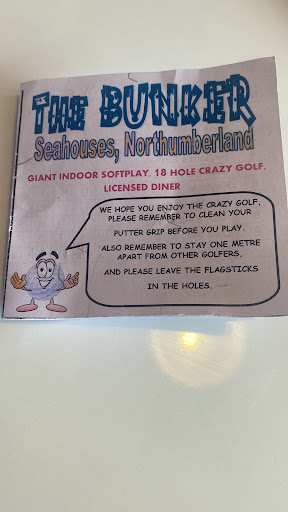 THE BUNKER
Seahouses, Northumberland
GIANT INDOOR SOFTPLAY. 18 HOLE CRAZY GOLF.
LICENSED DINER
WE HOPE YOU ENJOY THE CRAZY GOLF,
PLEASE REMEMBER TO CLEAN YOUR
PUTTER GRIP BEFORE YOU PLAY.
ALSO REMEMBER TO STAY ONE METRE
APART FROM OTHER GOLFERS,
AND PLEASE LEAVE THE FLAGSTICKS
IN THE HOLES.